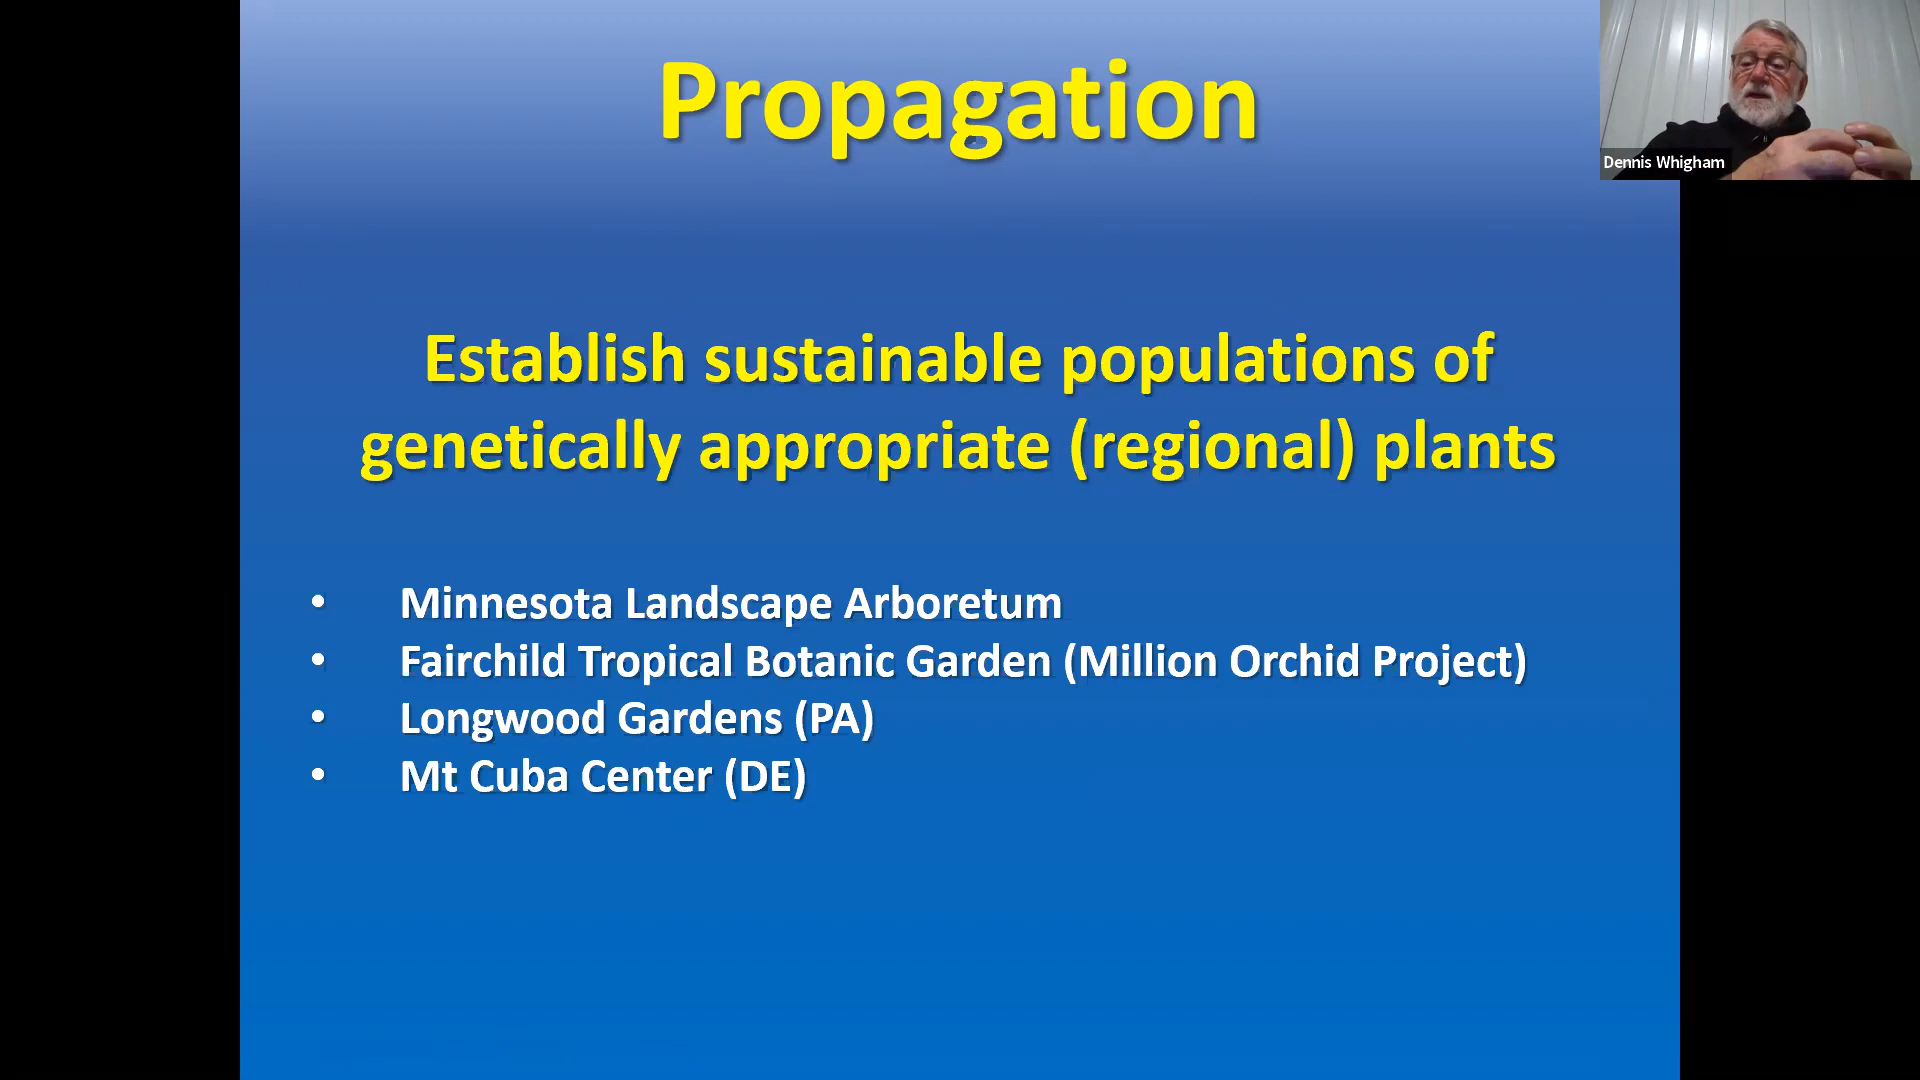 Propagation
Dennis Whigham
Establish sustainable populations of
genetically appropriate (regional) plants
• Minnesota Landscape Arboretum
• Fairchild Tropical Botanic Garden (Million Orchid Project)
• Longwood Gardens (PA)
• Mt Cuba Center (DE)